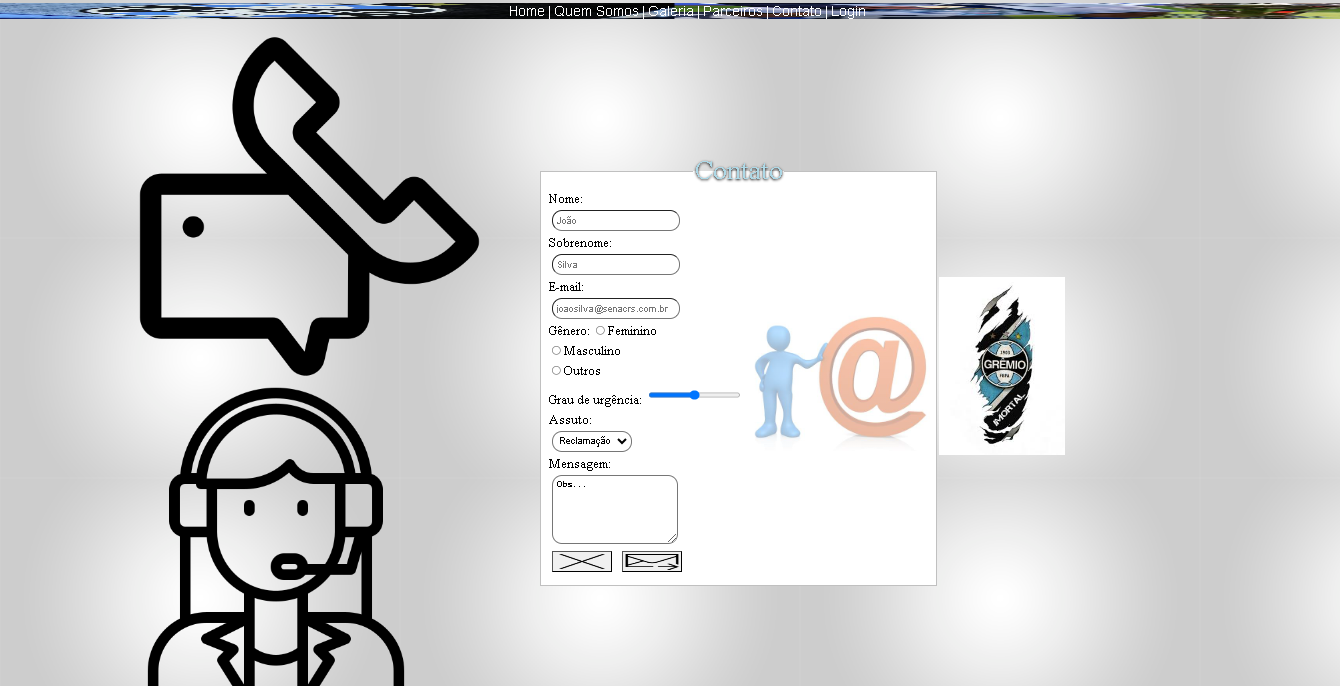 Home | Quem Somos | Galeria | Parceiros | Contato | Login
Contato
Nome:
João
Sobrenome:
Silva
E-mail:
joaosilva@senacrs.com.br
Gênero: Feminino
Masculino
Outros
Grau de urgência:
Assuto:
Reclamação
Mensagem:
Obs...
@
1903
GRÊMIO
FBPA
IMORTAL